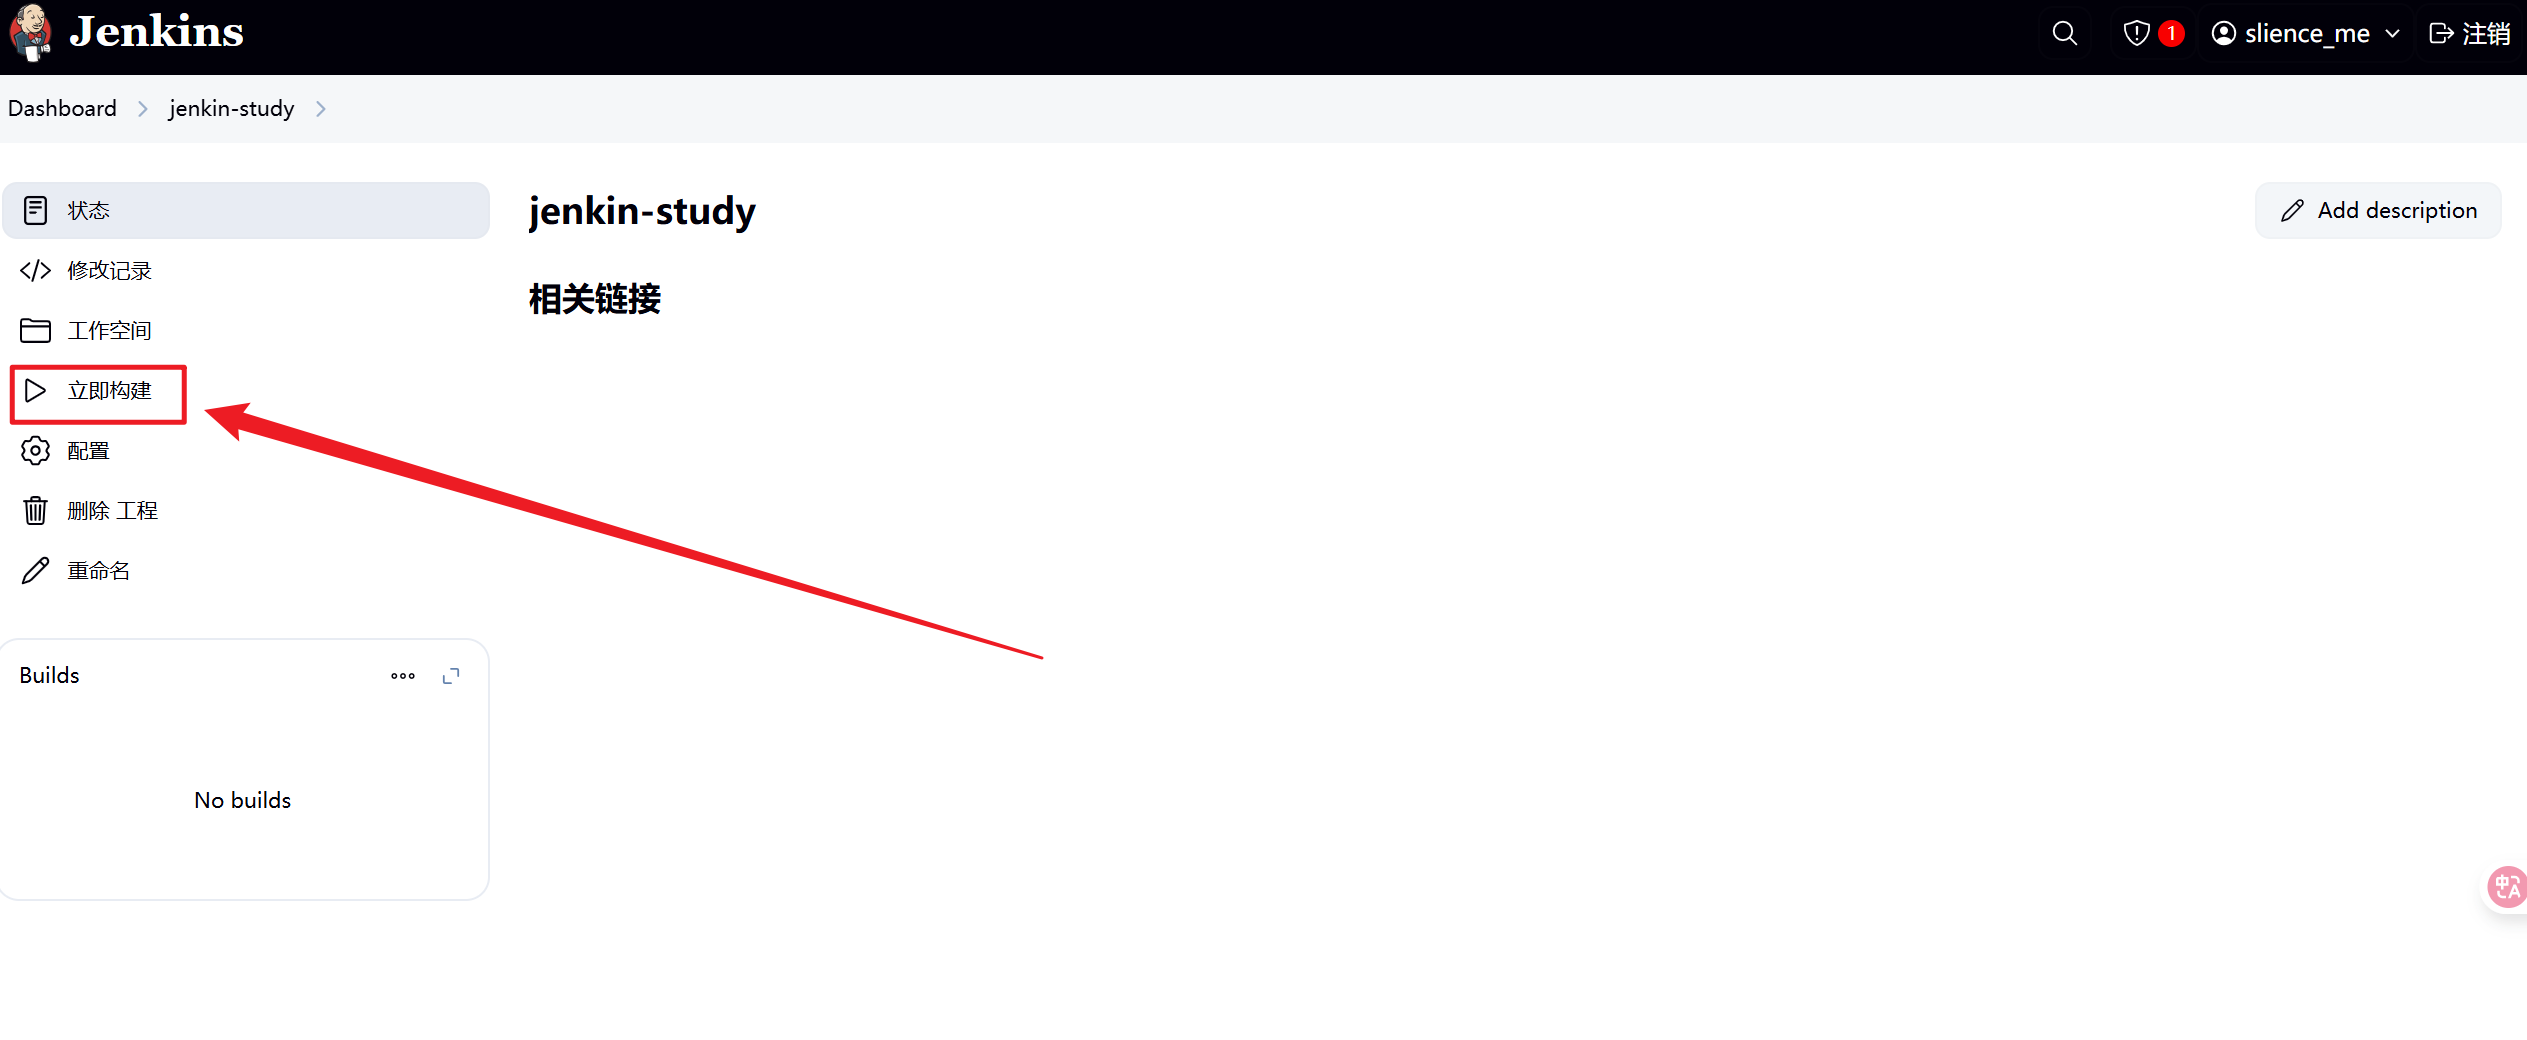 Jenkins
1
slience_me
注销
Dashboard
jenkin-study
状态
修改记录
工作空间
立即构建
配置
删除 工程
重命名
jenkin-study
Add description
相关链接
Builds
No builds
中A